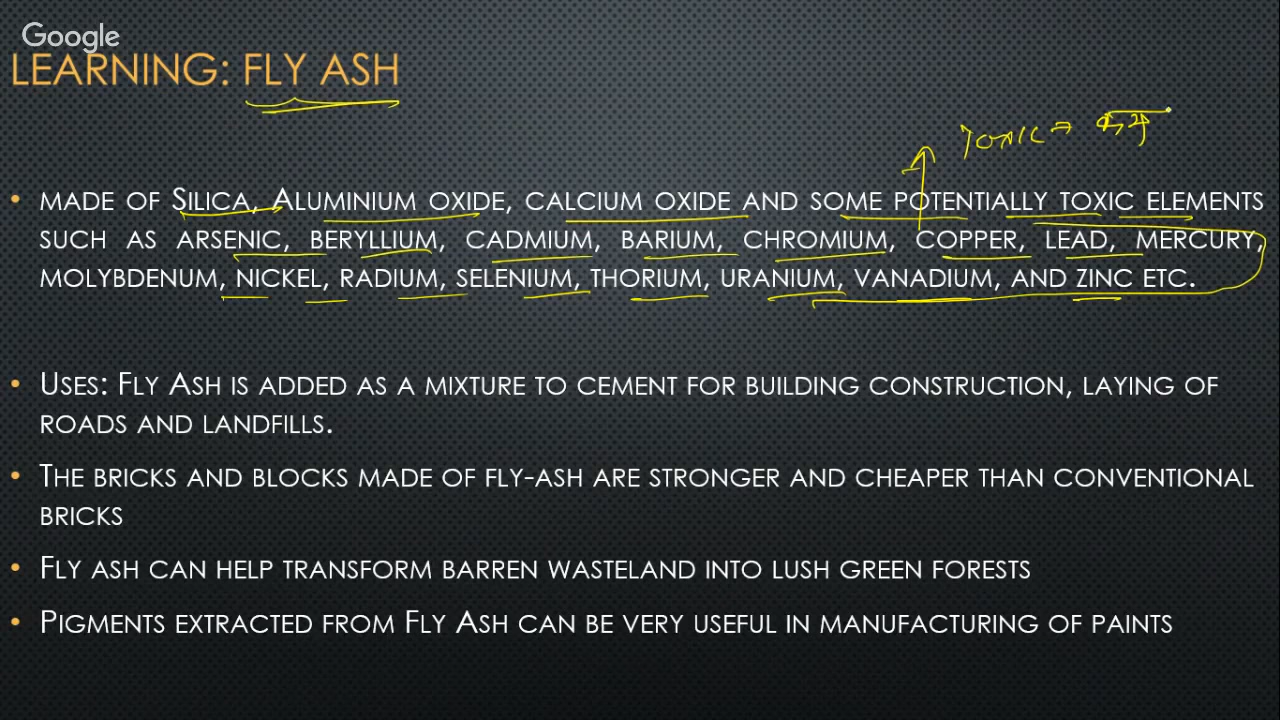 Google
LEARNING: FLY ASH
TOXIC →
• MADE OF SILICA, ALUMINIUM OXIDE, CALCIUM OXIDE AND SOME POTENTIALLY TOXIC ELEMENTS
SUCH AS ARSENIC, BERYLLIUM, CADMIUM, BARIUM, CHROMIUM, COPPER, LEAD, MERCURY,
MOLYBDENUM, NICKEL, RADIUM, SELENIUM, THORIUM, URANIUM, VANADIUM, AND ZINC ETC.
• USES: FLY ASH IS ADDED AS A MIXTURE TO CEMENT FOR BUILDING CONSTRUCTION, LAYING OF
ROADS AND LANDFILLS.
• THE BRICKS AND BLOCKS MADE OF FLY-ASH ARE STRONGER AND CHEAPER THAN CONVENTIONAL
BRICKS
• FLY ASH CAN HELP TRANSFORM BARREN WASTELAND INTO LUSH GREEN FORESTS
• PIGMENTS EXTRACTED FROM FLY ASH CAN BE VERY USEFUL IN MANUFACTURING OF PAINTS